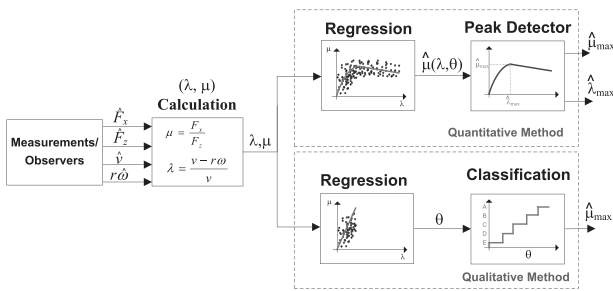 Regression
Peak Detector
μ
λ
μ̂(λ,θ)
μ̂max
λ̂max
μ̂max
λ̂max
Quantitative Method
(λ, μ)
Calculation
Measurements/
Observers
F̂x
F̂z
v̂
rω̂
μ = Fx/Fz
λ = (v − rω)/v
λ,μ
Regression
Classification
μ
λ
θ
A
B
C
D
E
θ
μ̂max
Qualitative Method